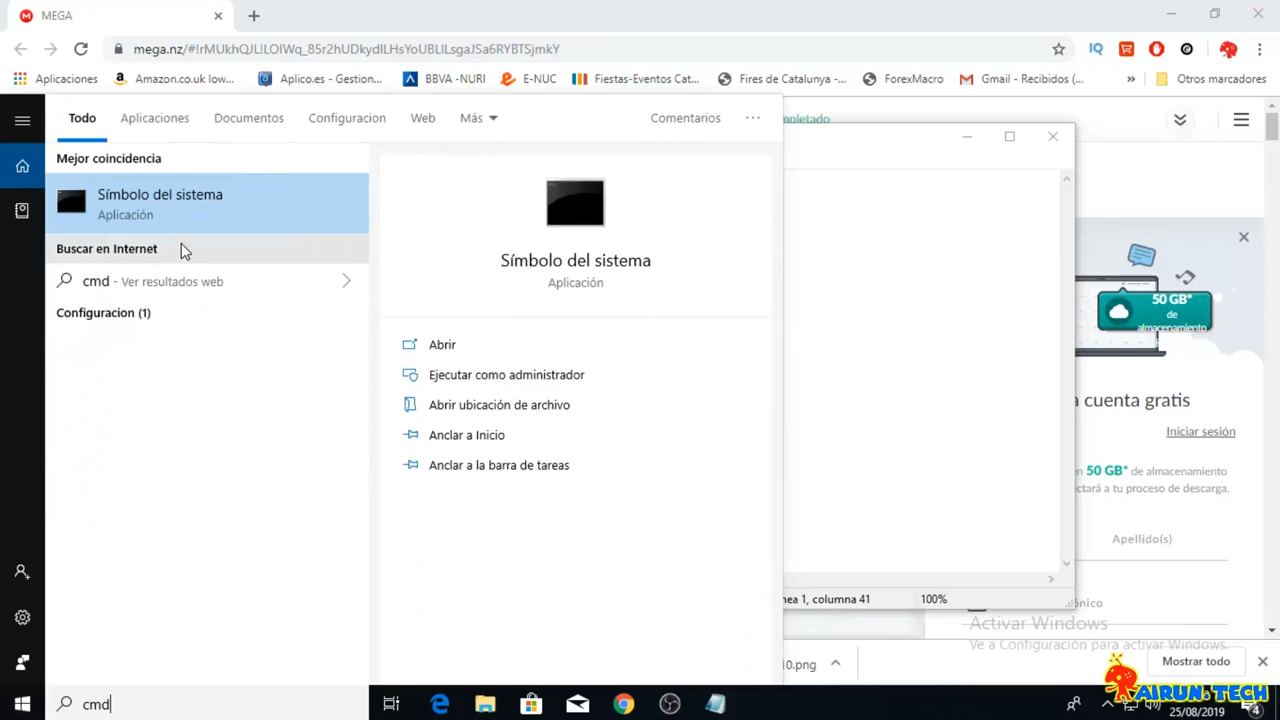 MEGA
mega.nz/#!rMUkhQJL!LOlWq_85r2hUDkydlLHsYoUBLlLsgaJSa6RYBTSjmkY
Aplicaciones
Amazon.co.uk low...
Aplico.es - Gestion...
BBVA -NURI
E-NUC
Fiestas-Eventos Cat...
Fires de Catalunya -...
ForexMacro
Gmail - Recibidos (...
»
Otros marcadores
Todo
Aplicaciones
Documentos
Configuracion
Web
Más
Comentarios
...
Mejor coincidencia
Símbolo del sistema
Aplicación
Buscar en Internet
cmd - Ver resultados web
Configuracion (1)
Símbolo del sistema
Aplicación
Abrir
Ejecutar como administrador
Abrir ubicación de archivo
Anclar a Inicio
Anclar a la barra de tareas
nea 1, columna 41
100%
50 GB*
de
almacenamiento
a cuenta gratis
Iniciar sesión
n 50 GB* de almacenamiento
ctará a tu proceso de descarga.
Apellido(s)
ónico
Activar Windows
Ve a Configuración para activar Windows.
0.png
Mostrar todo
AIRUN.TECH
cmd
25/08/2019
4